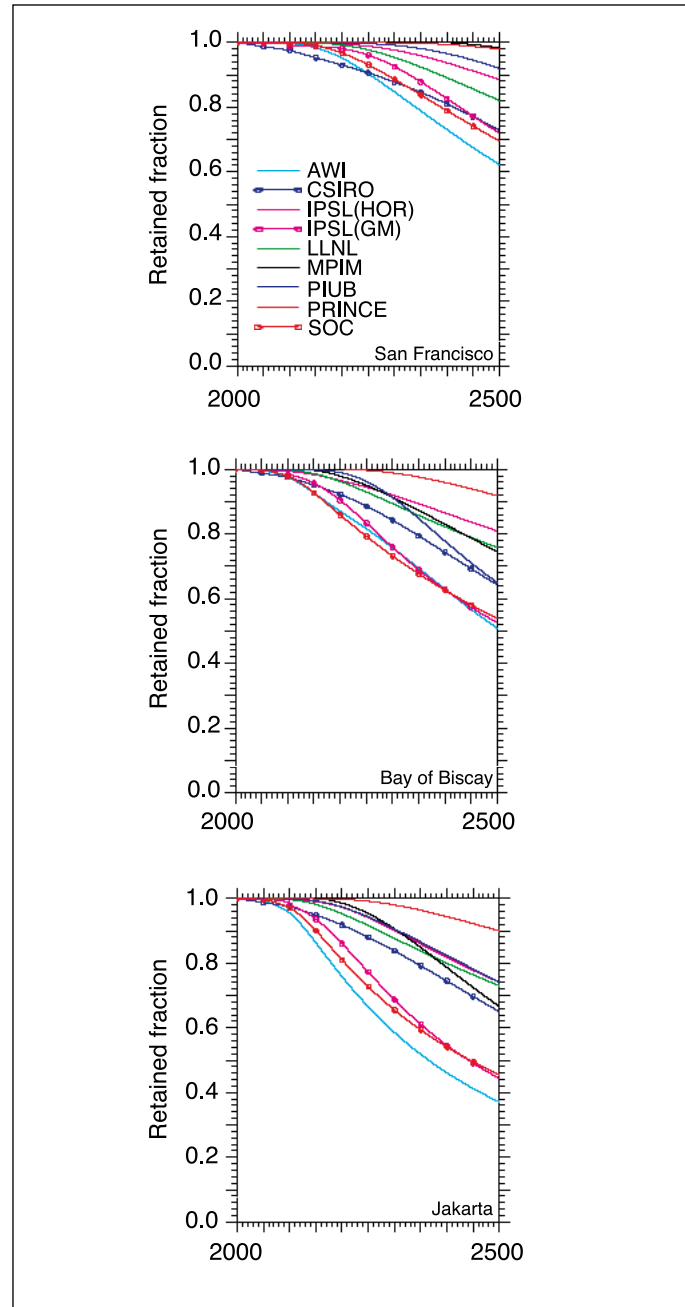 Retained fraction
1.0
0.8
0.6
0.4
0.2
0.0
AWI
CSIRO
IPSL(HOR)
IPSL(GM)
LLNL
MPIM
PIUB
PRINCE
SOC
San Francisco
2000
2500
Retained fraction
1.0
0.8
0.6
0.4
0.2
0.0
Bay of Biscay
2000
2500
Retained fraction
1.0
0.8
0.6
0.4
0.2
0.0
Jakarta
2000
2500